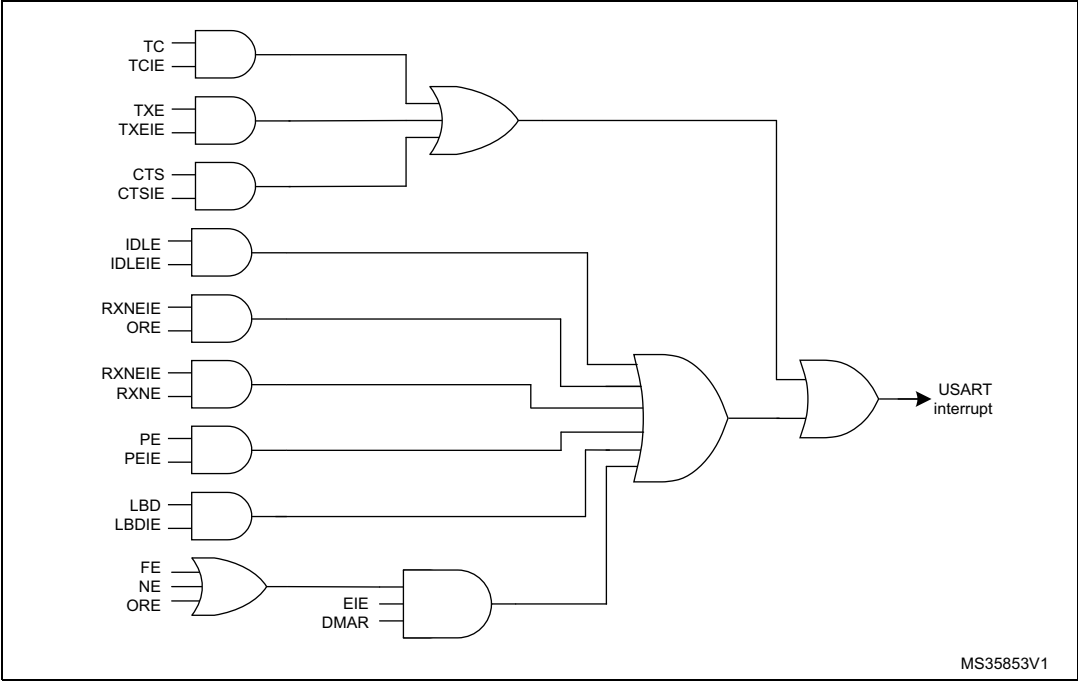 TC
TCIE
TXE
TXEIE
CTS
CTSIE
IDLE
IDLEIE
RXNEIE
ORE
RXNEIE
RXNE
PE
PEIE
LBD
LBDIE
FE
NE
ORE
EIE
DMAR
USART
interrupt
MS35853V1